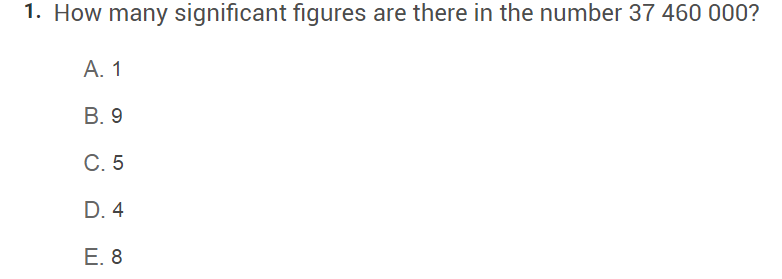 1. How many significant figures are there in the number 37 460 000?
A. 1
B. 9
C. 5
D. 4
E. 8